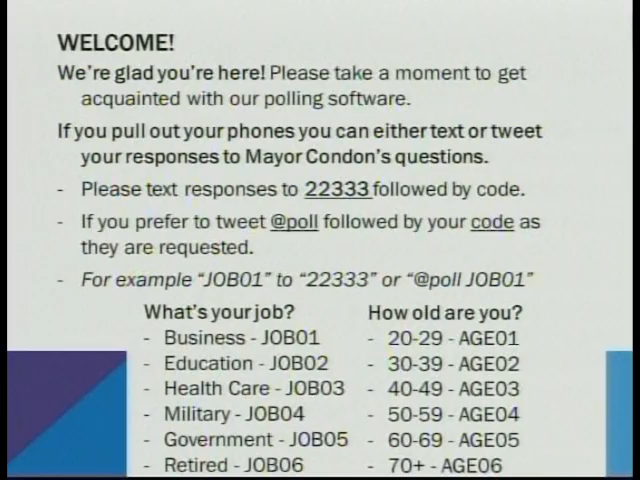 WELCOME!
We're glad you're here! Please take a moment to get
acquainted with our polling software.
If you pull out your phones you can either text or tweet
your responses to Mayor Condon's questions.
- Please text responses to 22333 followed by code.
- If you prefer to tweet @poll followed by your code as
they are requested.
- For example "JOB01" to "22333" or "@poll JOB01"
What's your job?
- Business - JOB01
- Education - JOB02
- Health Care - JOB03
- Military - JOB04
- Government - JOB05
- Retired - JOB06
How old are you?
- 20-29 - AGE01
- 30-39 - AGE02
- 40-49 - AGE03
- 50-59 - AGE04
- 60-69 - AGE05
- 70+ - AGE06